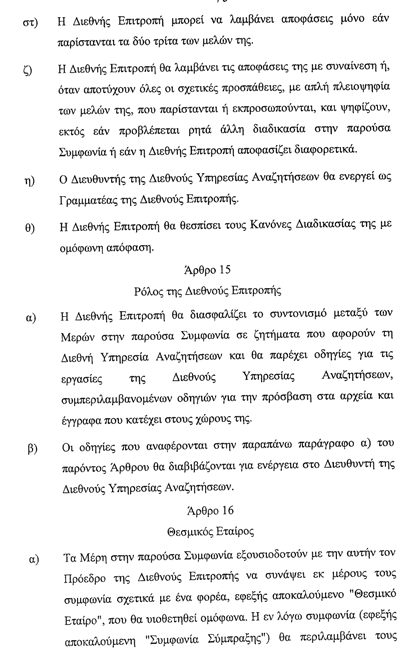 στ) Η Διεθνής Επιτροπή μπορεί να λαμβάνει αποφάσεις μόνο εάν
παρίστανται τα δύο τρίτα των μελών της.
ζ) Η Διεθνής Επιτροπή θα λαμβάνει τις αποφάσεις της με συναίνεση ή,
όταν αποτύχουν όλες οι σχετικές προσπάθειες, με απλή πλειοψηφία
των μελών της, που παρίστανται ή εκπροσωπούνται, και ψηφίζουν,
εκτός εάν προβλέπεται ρητά άλλη διαδικασία στην παρούσα
Συμφωνία ή εάν η Διεθνής Επιτροπή αποφασίζει διαφορετικά.
η) Ο Διευθυντής της Διεθνούς Υπηρεσίας Αναζητήσεων θα ενεργεί ως
Γραμματέας της Διεθνούς Επιτροπής.
θ) Η Διεθνής Επιτροπή θα θεσπίσει τους Κανόνες Διαδικασίας της με
ομόφωνη απόφαση.
Άρθρο 15
Ρόλος της Διεθνούς Επιτροπής
α) Η Διεθνής Επιτροπή θα διασφαλίζει το συντονισμό μεταξύ των
Μερών στην παρούσα Συμφωνία σε ζητήματα που αφορούν τη
Διεθνή Υπηρεσία Αναζητήσεων και θα παρέχει οδηγίες για τις
εργασίες της Διεθνούς Υπηρεσίας Αναζητήσεων,
συμπεριλαμβανομένων οδηγιών για την πρόσβαση στα αρχεία και
έγγραφα που κατέχει στους χώρους της.
β) Οι οδηγίες που αναφέρονται στην παραπάνω παράγραφο α) του
παρόντος Άρθρου θα διαβιβάζονται για ενέργεια στο Διευθυντή της
Διεθνούς Υπηρεσίας Αναζητήσεων.
Άρθρο 16
Θεσμικός Εταίρος
α) Τα Μέρη στην παρούσα Συμφωνία εξουσιοδοτούν με την αυτήν τον
Πρόεδρο της Διεθνούς Επιτροπής να συνάψει εκ μέρους τους
συμφωνία σχετικά με ένα φορέα, εφεξής αποκαλούμενο "Θεσμικό
Εταίρο", που θα υιοθετηθεί ομόφωνα. Η εν λόγω συμφωνία (εφεξής
αποκαλούμενη "Συμφωνία Σύμπραξης") θα περιλαμβάνει τους